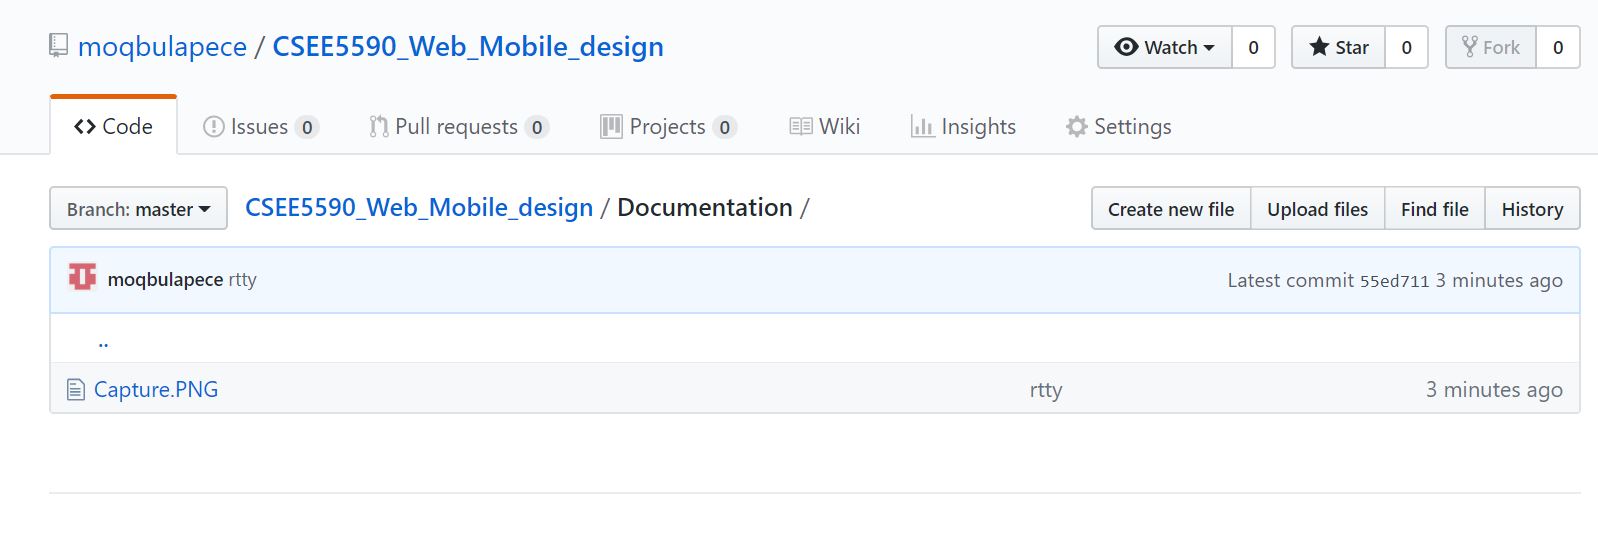 moqbulapece / CSEE5590_Web_Mobile_design Watch 0 Star 0 Fork 0
Code Issues 0 Pull requests 0 Projects 0 Wiki Insights Settings
Branch: master CSEE5590_Web_Mobile_design / Documentation / Create new file Upload files Find file History
moqbulapece rtty Latest commit 55ed711 3 minutes ago
..
Capture.PNG rtty 3 minutes ago